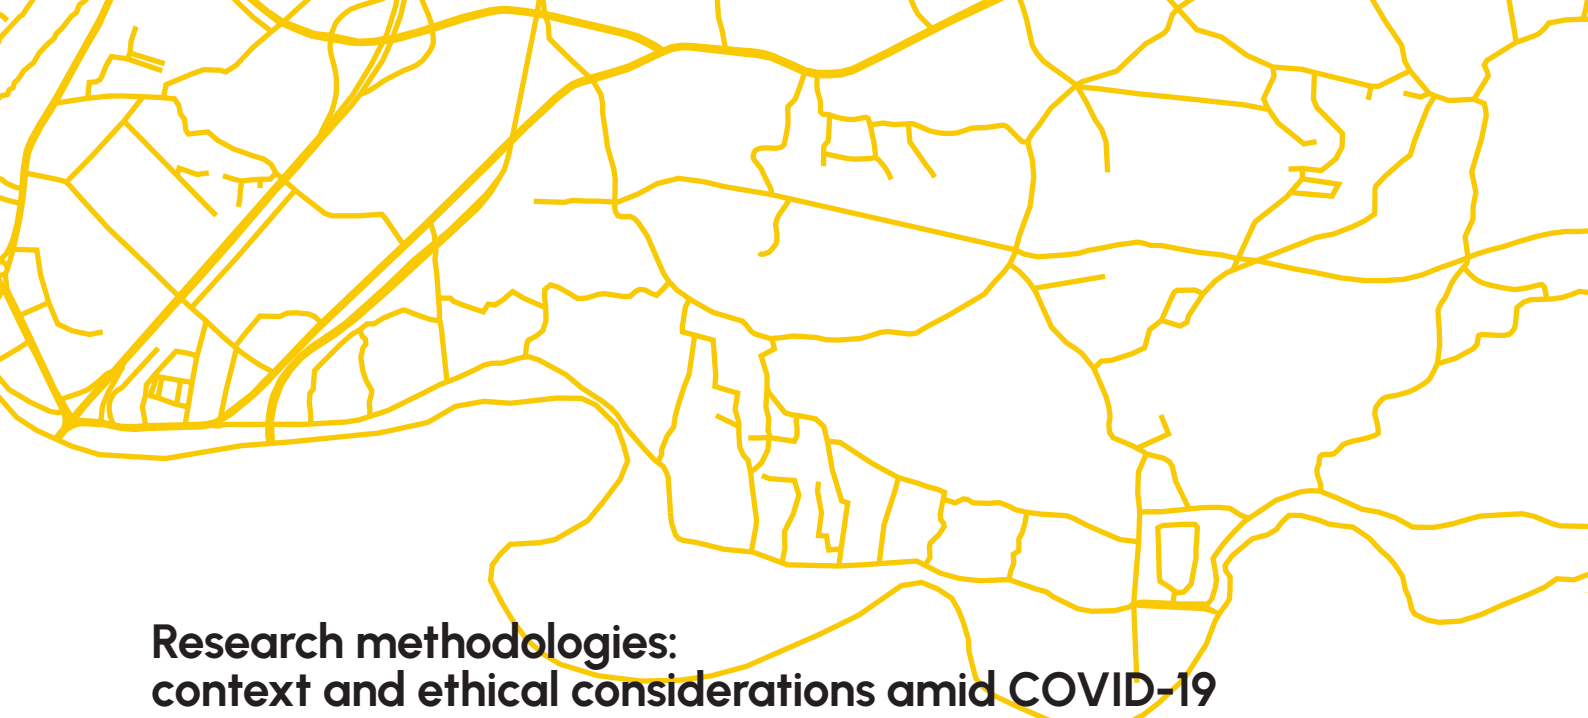 Research methodologies:
context and ethical considerations amid COVID-19